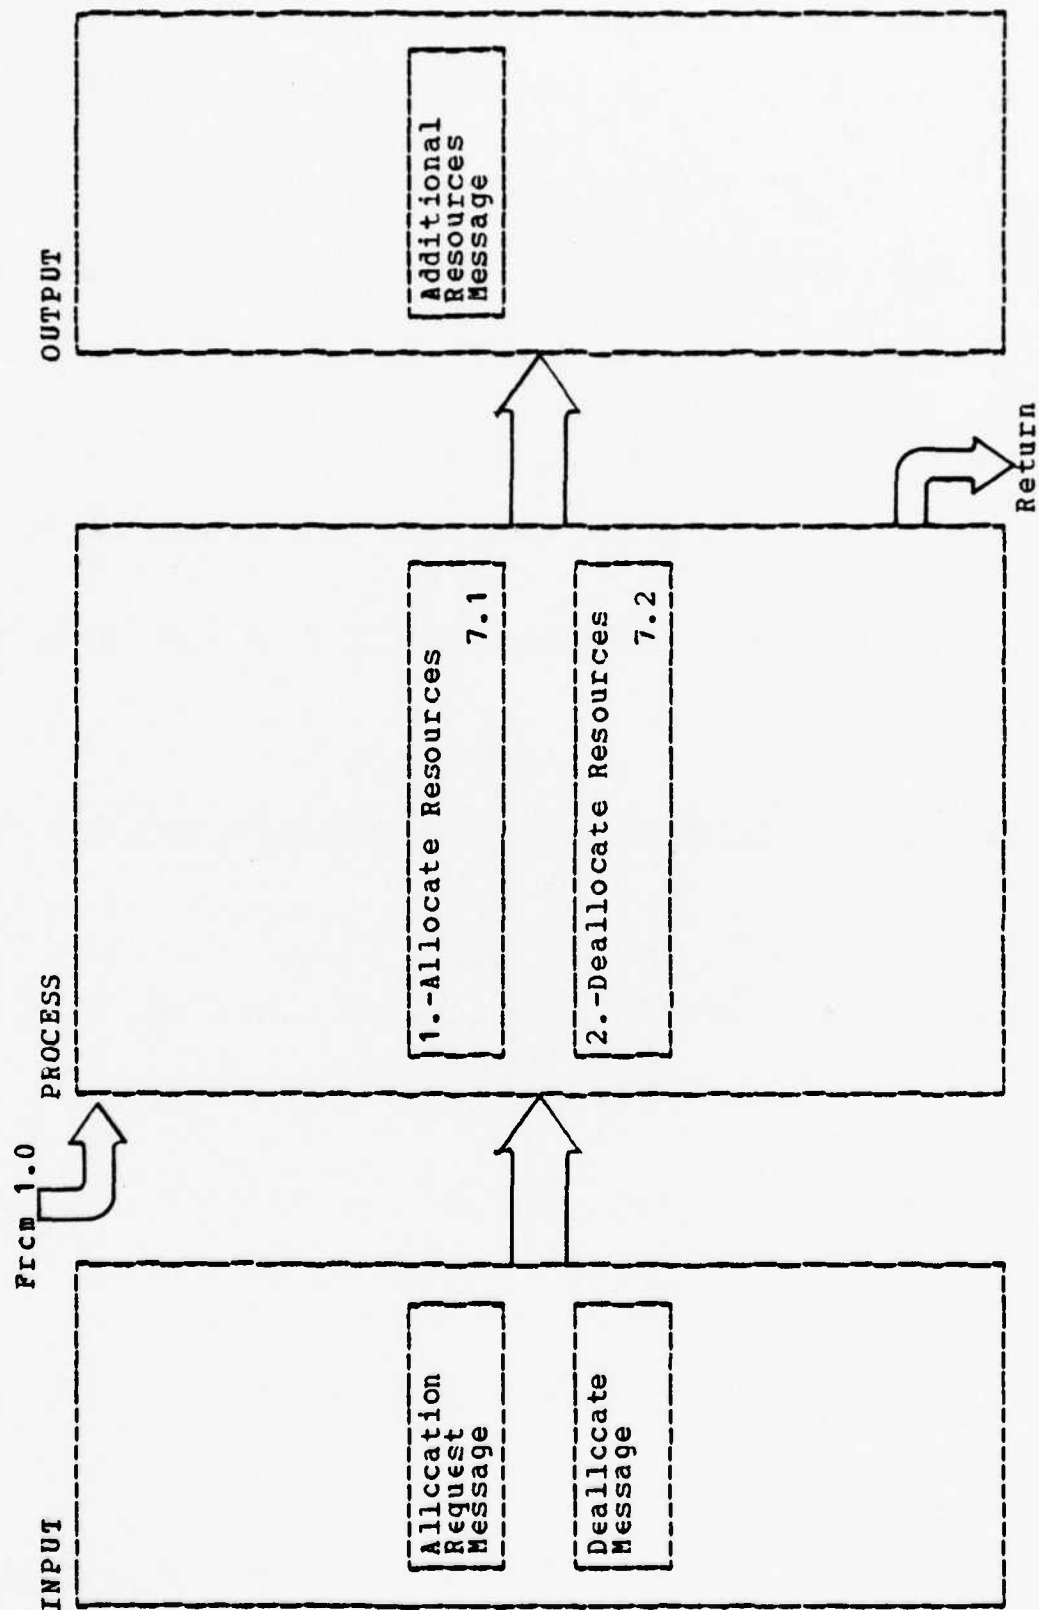 From 1.0
INPUT
PROCESS
OUTPUT
Allccation
Request
Message
Deallccate
Message
1.-Allocate Resources
7.1
2.-Deallocate Resources
7.2
Additional
Resources
Message
Return